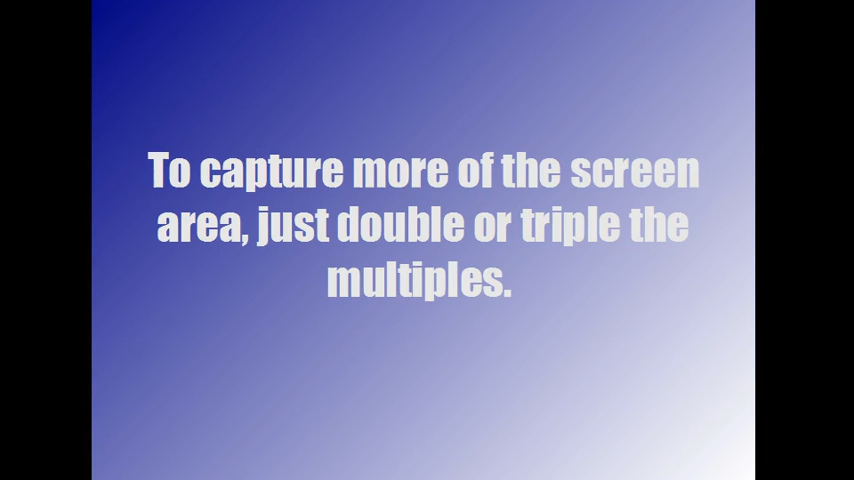 To capture more of the screen
area, just double or triple the
multiples.